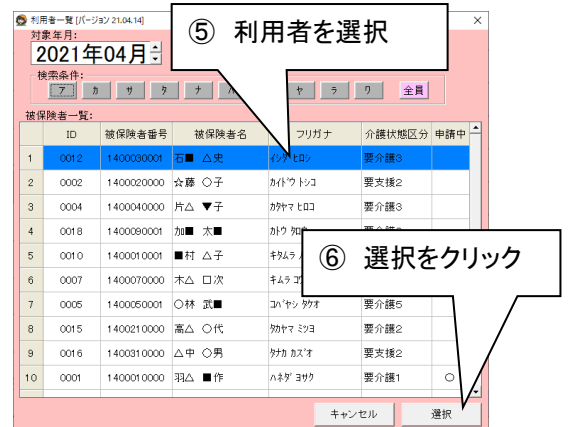 利用者一覧 [バージョン 21.04.14]
⑤ 利用者を選択
対象年月:
2021年04月
検索条件:
ア カ サ タ ナ ヤ ラ ワ 全員
被保険者一覧:
ID 被保険者番号 被保険者名 フリガナ 介護状態区分 申請中
1 0012 1400030001 石■ △史 ｲｼﾀﾞ ﾋﾛｼ 要介護3
2 0002 1400020000 ☆藤 〇子 ｶｲﾄﾞｳ ﾄｼｺ 要支援2
3 0004 1400040000 片△ ▼子 ｶﾀﾔﾏ ﾋﾛｺ 要介護3
4 0018 1400090001 加■ 太■ ｶﾄｳ
5 0010 1400010001 ■村 △子 ｷﾀﾑﾗ
6 0007 1400070000 木△ 口次 ｷﾑﾗ
⑥ 選択をクリック
7 0005 1400050001 〇林 武■ ｺﾊﾞﾔｼ ﾀｹｵ 要介護5
8 0015 1400210000 高△ 〇代 ﾀｶﾔﾏ ﾐﾂﾖ 要介護2
9 0016 1400310000 △中 〇男 ﾀﾅｶ ｶｽﾞｵ 要支援2
10 0001 1400010000 羽△ ■作 ﾊﾈﾀﾞ ﾖｻｸ 要介護1 〇
キャンセル 選択